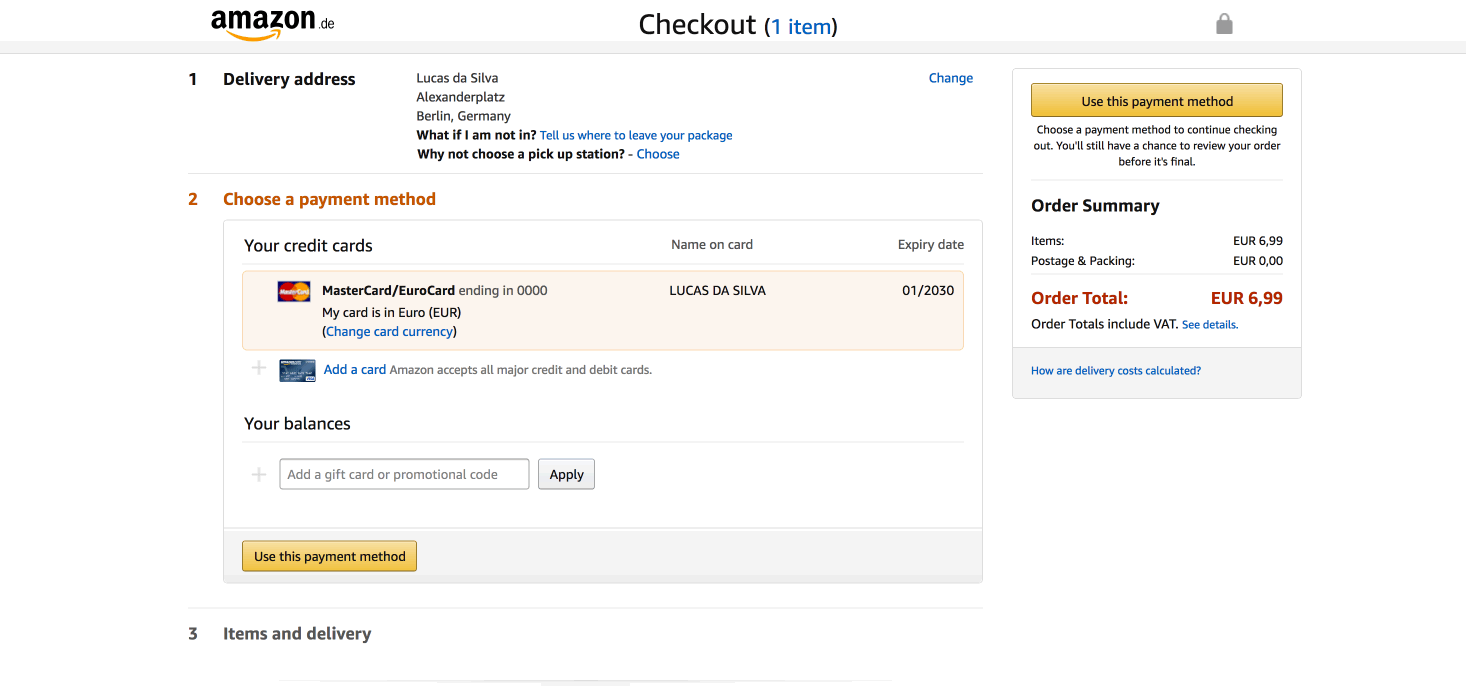 amazon.de
Checkout (1 item)
1 Delivery address
Lucas da Silva
Change
Alexanderplatz
Berlin, Germany
What if I am not in? Tell us where to leave your package
Why not choose a pick up station? - Choose
2 Choose a payment method
Your credit cards Name on card Expiry date
MasterCard/EuroCard ending in 0000 LUCAS DA SILVA 01/2030
My card is in Euro (EUR)
(Change card currency)
Add a card Amazon accepts all major credit and debit cards.
Your balances
Add a gift card or promotional code Apply
Use this payment method
3 Items and delivery
Use this payment method
Choose a payment method to continue checking
out. You'll still have a chance to review your order
before it's final.
Order Summary
Items: EUR 6,99
Postage & Packing: EUR 0,00
Order Total: EUR 6,99
Order Totals include VAT. See details.
How are delivery costs calculated?